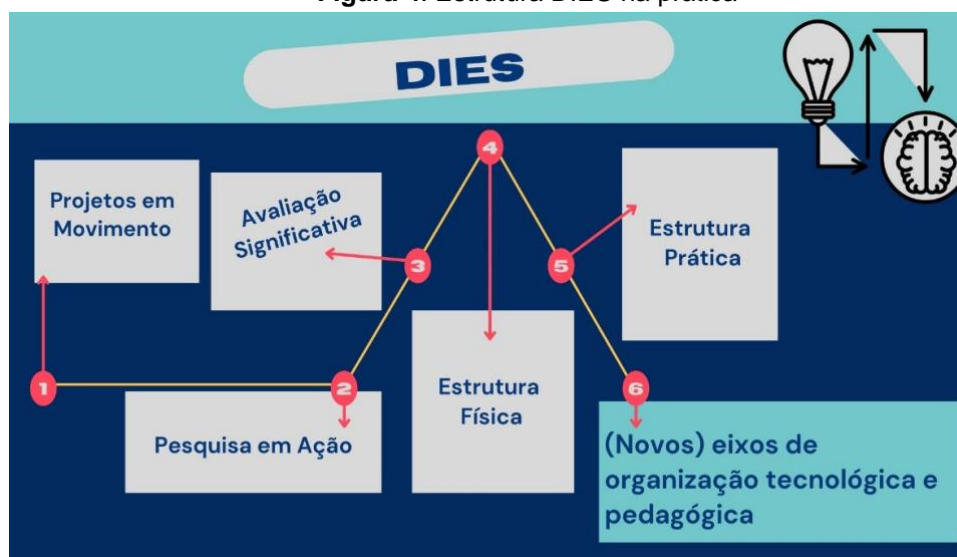 DIES
1
Projetos em
Movimento
2
Pesquisa em Ação
3
Avaliação
Significativa
4
Estrutura
Física
5
Estrutura
Prática
6
(Novos) eixos de
organização tecnológica e
pedagógica